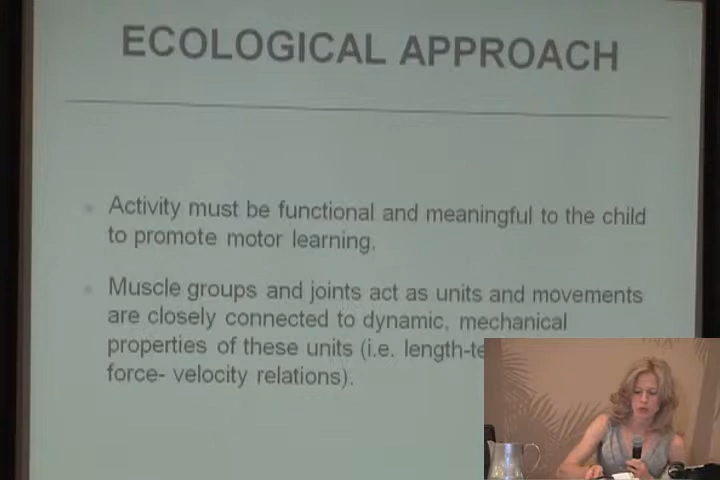 ECOLOGICAL APPROACH
Activity must be functional and meaningful to the child
to promote motor learning.
Muscle groups and joints act as units and movements
are closely connected to dynamic, mechanical
properties of these units (i.e. length-te
force- velocity relations).